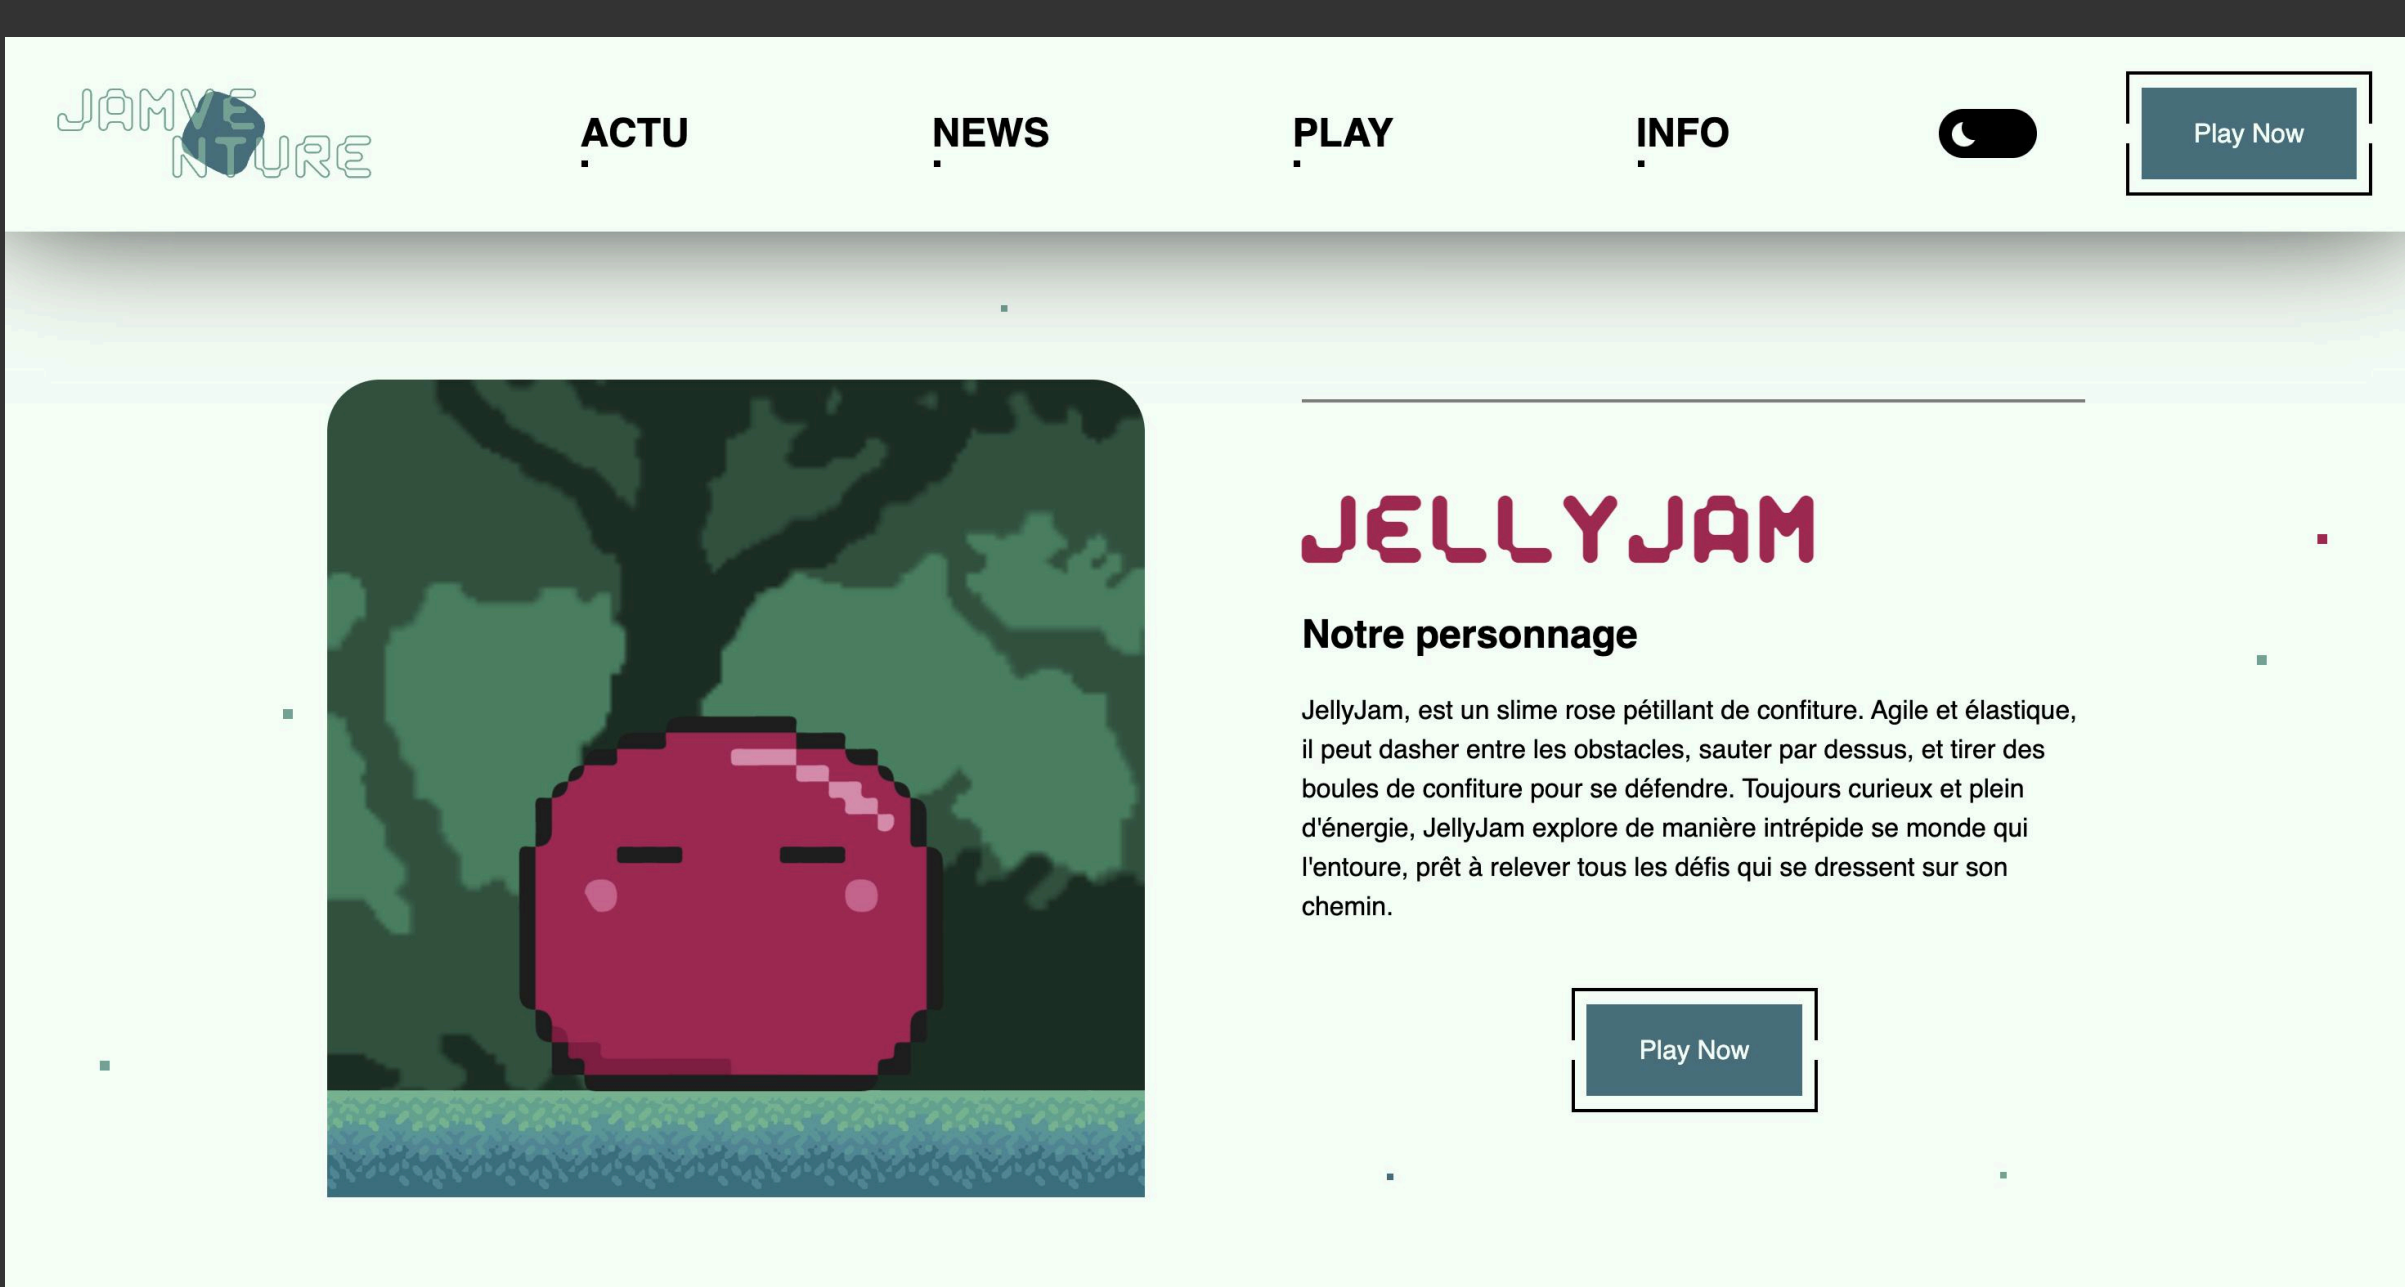 JAMVE
NTURE
ACTU
NEWS
PLAY
INFO
Play Now
JELLYJAM
Notre personnage
JellyJam, est un slime rose pétillant de confiture. Agile et élastique,
il peut dasher entre les obstacles, sauter par dessus, et tirer des
boules de confiture pour se défendre. Toujours curieux et plein
d'énergie, JellyJam explore de manière intrépide se monde qui
l'entoure, prêt à relever tous les défis qui se dressent sur son
chemin.
Play Now